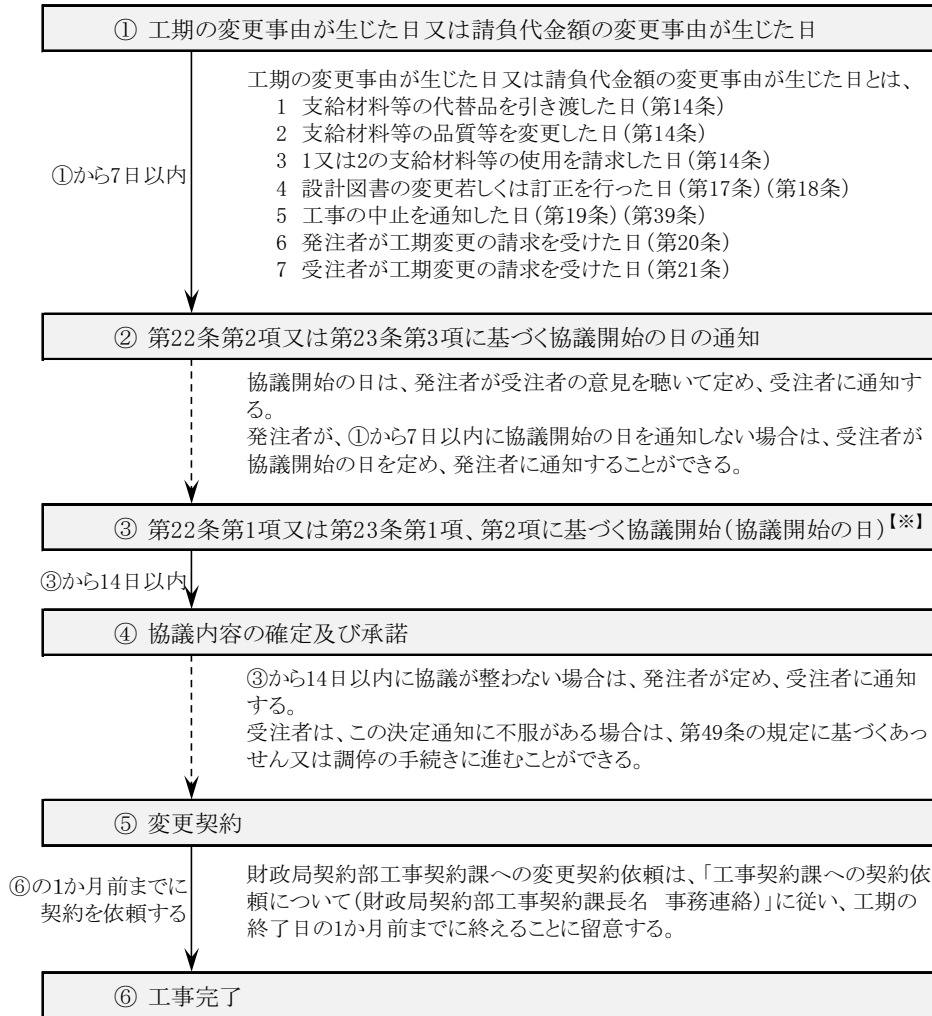 ① 工期の変更事由が生じた日又は請負代金額の変更事由が生じた日
工期の変更事由が生じた日又は請負代金額の変更事由が生じた日とは、
1 支給材料等の代替品を引き渡した日(第14条)
2 支給材料等の品質等を変更した日(第14条)
①から7日以内
3 1又は2の支給材料等の使用を請求した日(第14条)
4 設計図書の変更若しくは訂正を行った日(第17条)(第18条)
5 工事の中止を通知した日(第19条)(第39条)
6 発注者が工期変更の請求を受けた日(第20条)
7 受注者が工期変更の請求を受けた日(第21条)
② 第22条第2項又は第23条第3項に基づく協議開始の日の通知
協議開始の日は、発注者が受注者の意見を聴いて定め、受注者に通知す
る。
発注者が、①から7日以内に協議開始の日を通知しない場合は、受注者が
協議開始の日を定め、発注者に通知することができる。
③ 第22条第1項又は第23条第1項、第2項に基づく協議開始(協議開始の日)【※】
③から14日以内
④ 協議内容の確定及び承諾
③から14日以内に協議が整わない場合は、発注者が定め、受注者に通知
する。
受注者は、この決定通知に不服がある場合は、第49条の規定に基づくあっ
せん又は調停の手続きに進むことができる。
⑤ 変更契約
⑥の1か月前までに
契約を依頼する
財政局契約部工事契約課への変更契約依頼は、「工事契約課への契約依
頼について(財政局契約部工事契約課長名 事務連絡)」に従い、工期の
終了日の1か月前までに終えることに留意する。
⑥ 工事完了